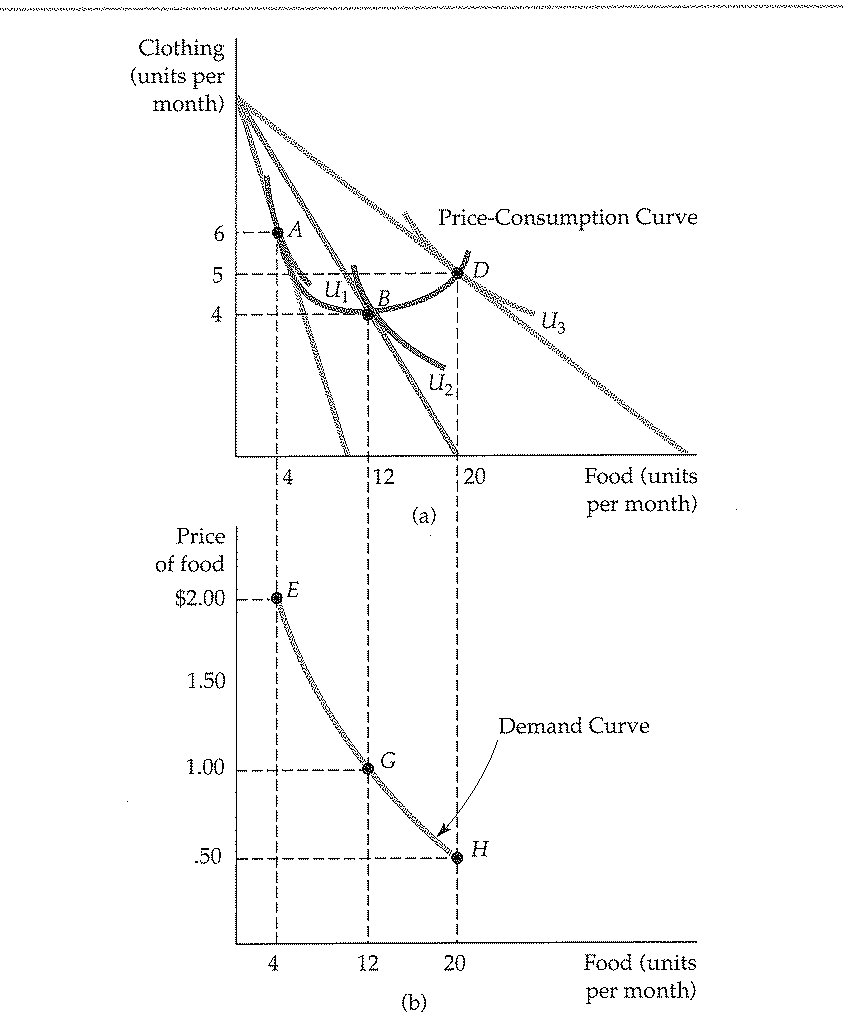 Clothing
(units per
month)
Price-Consumption Curve
6
A
5
D
U1
B
4
U3
U2
4
12
20
Food (units
per month)
(a)
Price
of food
$2.00
E
1.50
Demand Curve
1.00
G
.50
H
4
12
20
Food (units
per month)
(b)